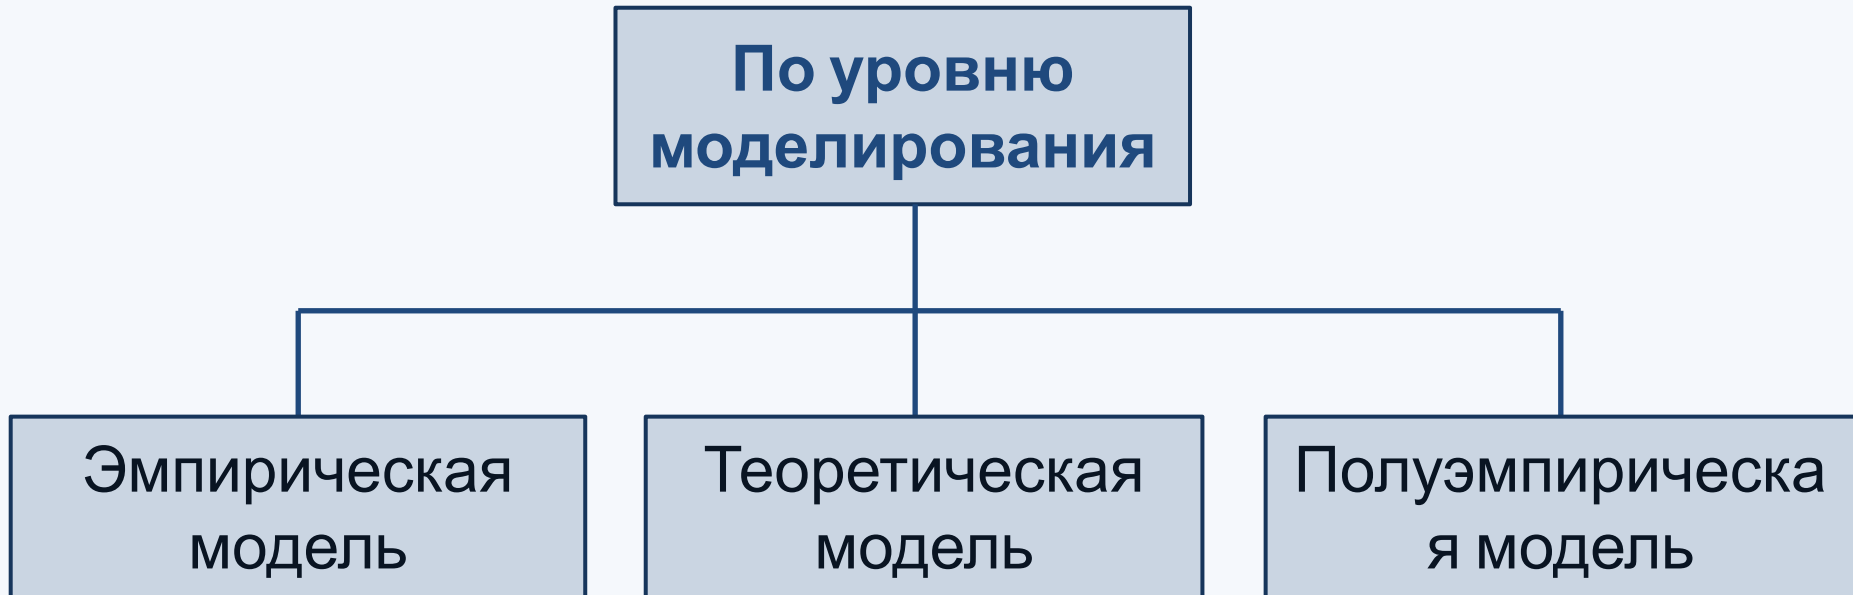 По уровню
моделирования
Эмпирическая
модель
Теоретическая
модель
Полуэмпирическа
я модель